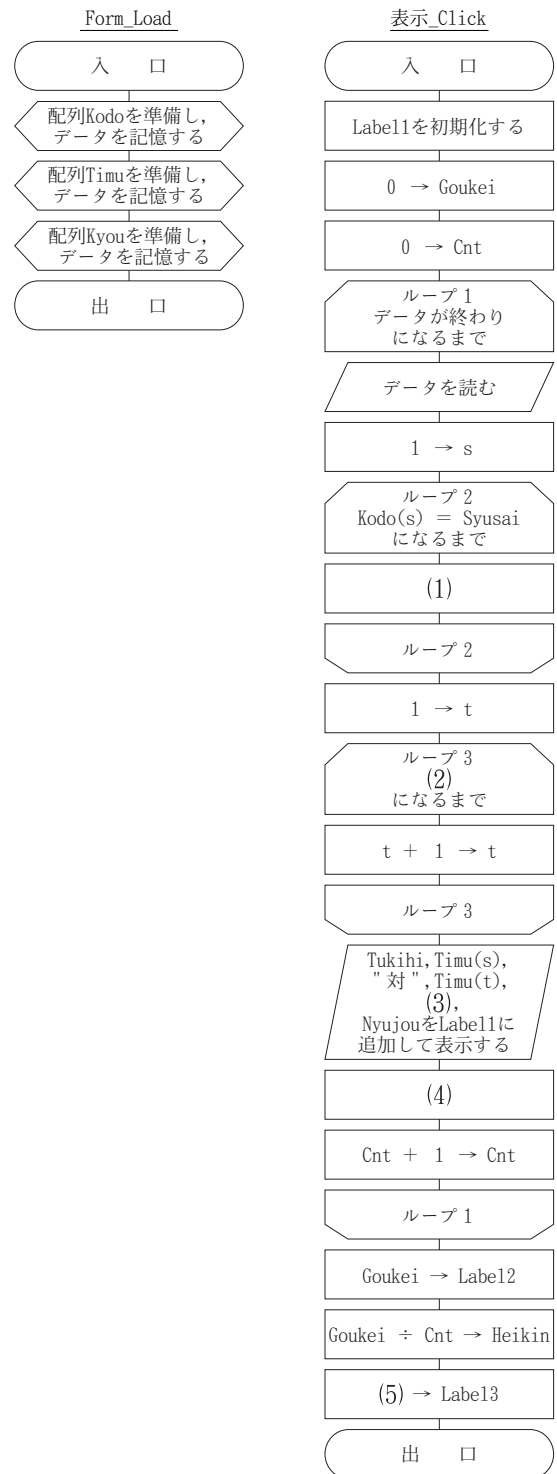 Form_Load
入　口
配列Kodoを準備し，
データを記憶する
配列Timuを準備し，
データを記憶する
配列Kyouを準備し，
データを記憶する
出　口
表示_Click
入　口
Label1を初期化する
0 → Goukei
0 → Cnt
ループ 1
データが終わり
になるまで
データを読む
1 → s
ループ 2
Kodo(s) ＝ Syusai
になるまで
(1)
ループ 2
1 → t
ループ 3
(2)
になるまで
t ＋ 1 → t
ループ 3
Tukihi,Timu(s),
" 対 ",Timu(t),
(3),
NyujouをLabel1に
追加して表示する
(4)
Cnt ＋ 1 → Cnt
ループ 1
Goukei → Label2
Goukei ÷ Cnt → Heikin
(5) → Label3
出　口